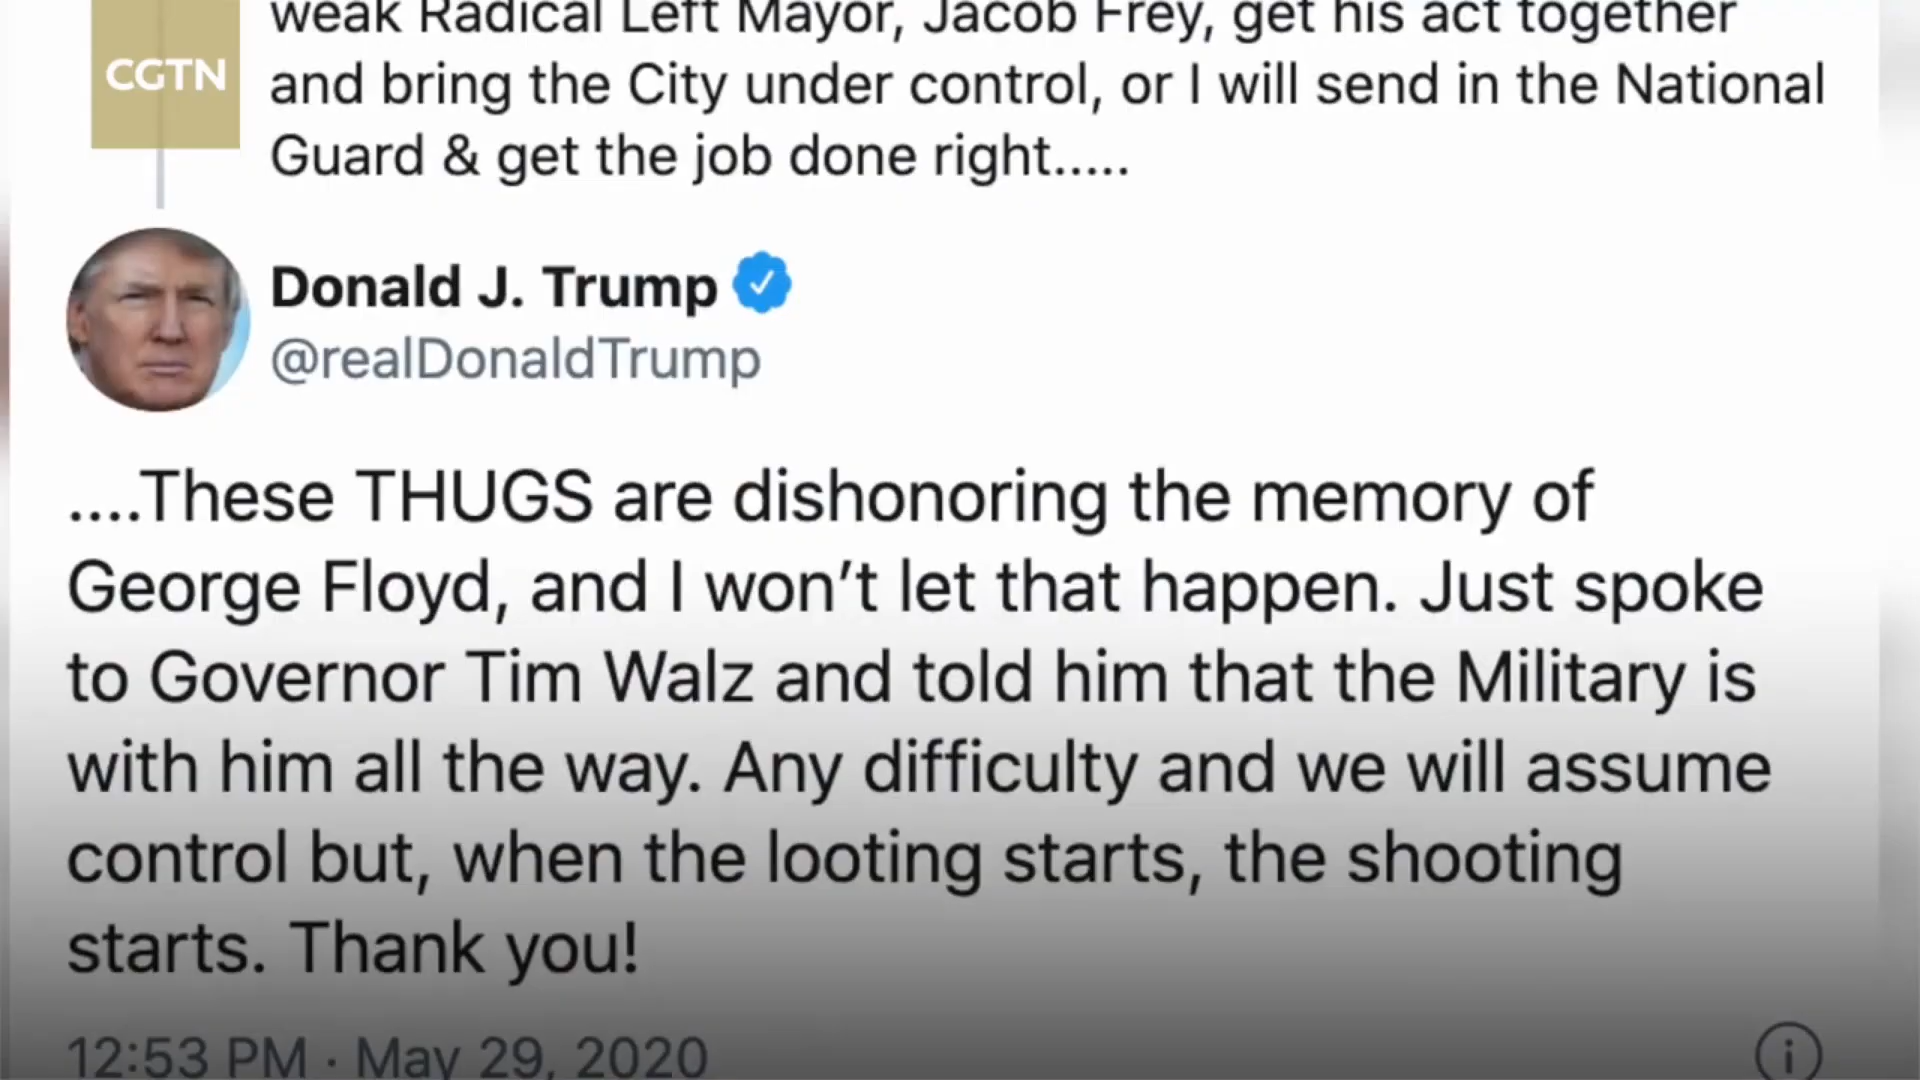 weak Radical Left Mayor, Jacob Frey, get his act together
CGTN
and bring the City under control, or I will send in the National
Guard & get the job done right.....
Donald J. Trump
@realDonaldTrump
....These THUGS are dishonoring the memory of
George Floyd, and I won’t let that happen. Just spoke
to Governor Tim Walz and told him that the Military is
with him all the way. Any difficulty and we will assume
control but, when the looting starts, the shooting
starts. Thank you!
12:53 PM · May 29, 2020